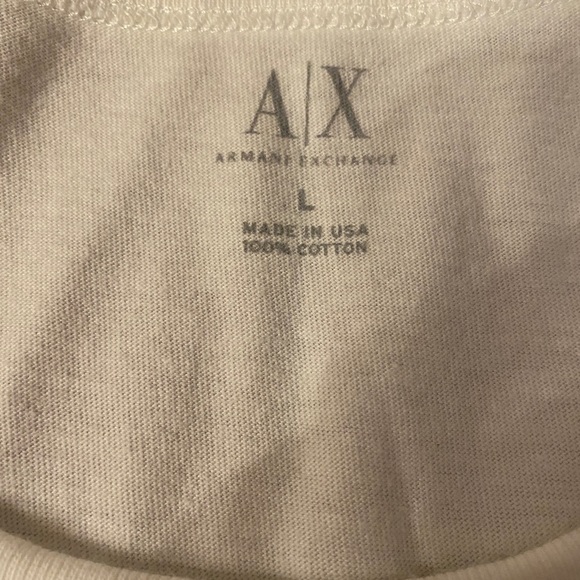 A|X
ARMANI EXCHANGE
L
MADE IN USA
100% COTTON